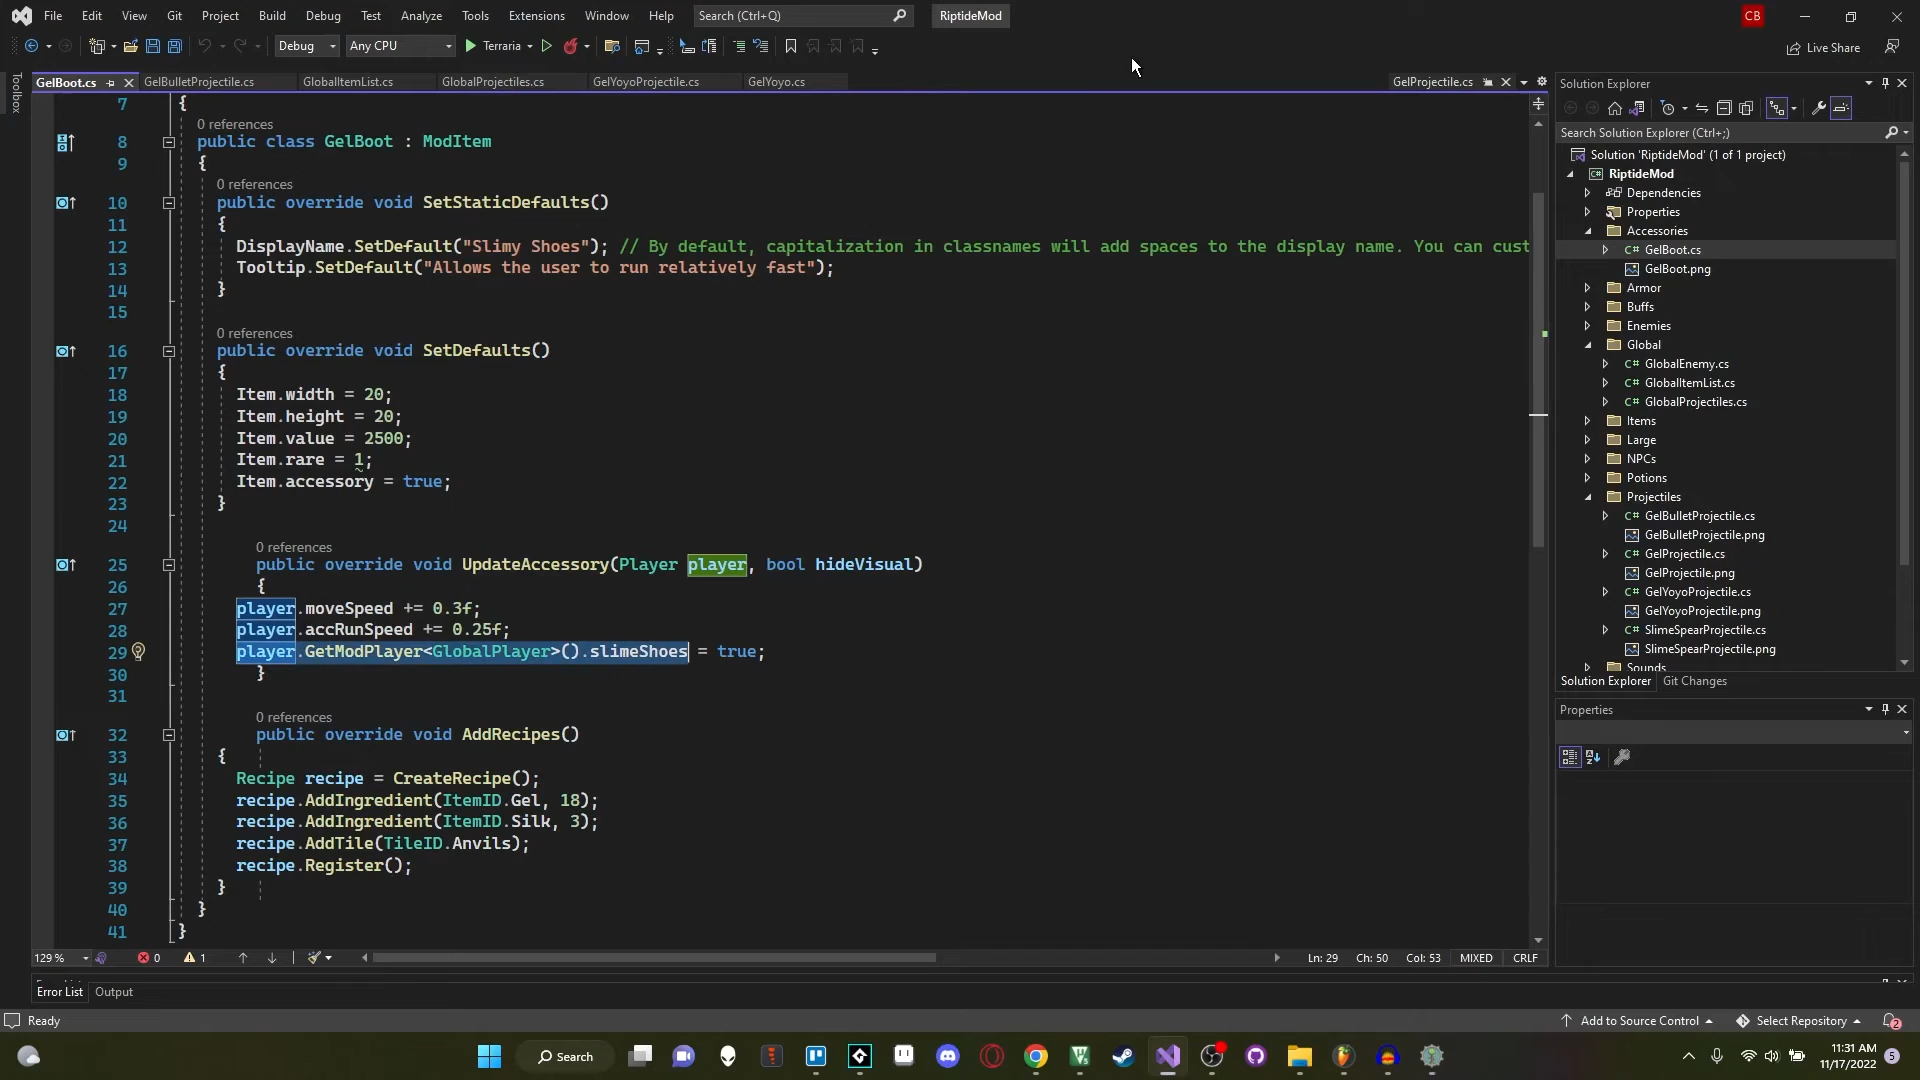 File Edit View Git Project Build Debug Test Analyze Tools Extensions Window Help Search (Ctrl+Q) RiptideMod CB
Debug Any CPU Terraria Live Share
Toolbox
GelBoot.cs GelBulletProjectile.cs GlobalItemList.cs GlobalProjectiles.cs GelYoyoProjectile.cs GelYoyo.cs GelProjectile.cs
7 {
0 references
8 public class GelBoot : ModItem
9 {
0 references
10 public override void SetStaticDefaults()
11 {
12 DisplayName.SetDefault("Slimy Shoes"); // By default, capitalization in classnames will add spaces to the display name. You can cust
13 Tooltip.SetDefault("Allows the user to run relatively fast");
14 }
15
0 references
16 public override void SetDefaults()
17 {
18 Item.width = 20;
19 Item.height = 20;
20 Item.value = 2500;
21 Item.rare = 1;
22 Item.accessory = true;
23 }
24
0 references
25 public override void UpdateAccessory(Player player, bool hideVisual)
26 {
27 player.moveSpeed += 0.3f;
28 player.accRunSpeed += 0.25f;
29 player.GetModPlayer<GlobalPlayer>().slimeShoes = true;
30 }
31
0 references
32 public override void AddRecipes()
33 {
34 Recipe recipe = CreateRecipe();
35 recipe.AddIngredient(ItemID.Gel, 18);
36 recipe.AddIngredient(ItemID.Silk, 3);
37 recipe.AddTile(TileID.Anvils);
38 recipe.Register();
39 }
40 }
41 }
129 % 0 1 Ln: 29 Ch: 50 Col: 53 MIXED CRLF
Error List Output
Solution Explorer
Search Solution Explorer (Ctrl+;)
Solution 'RiptideMod' (1 of 1 project)
C# RiptideMod
Dependencies
Properties
Accessories
C# GelBoot.cs
GelBoot.png
Armor
Buffs
Enemies
Global
C# GlobalEnemy.cs
C# GlobalItemList.cs
C# GlobalProjectiles.cs
Items
Large
NPCs
Potions
Projectiles
C# GelBulletProjectile.cs
GelBulletProjectile.png
C# GelProjectile.cs
GelProjectile.png
C# GelYoyoProjectile.cs
GelYoyoProjectile.png
C# SlimeSpearProjectile.cs
SlimeSpearProjectile.png
Sounds
Solution Explorer Git Changes
Properties
Ready Add to Source Control Select Repository 2
Search 11:31 AM
11/17/2022 5